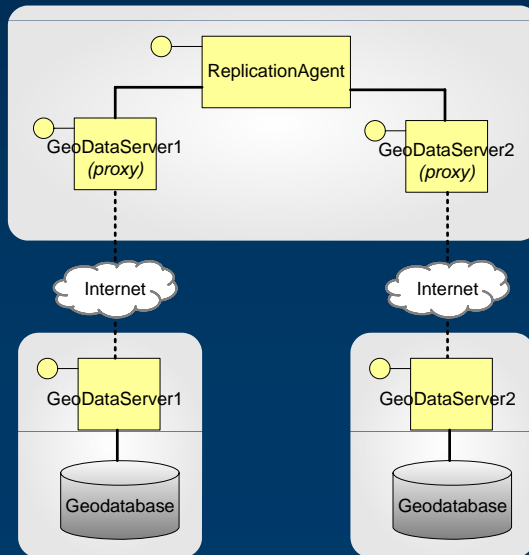 ReplicationAgent
GeoDataServer1
(proxy)
GeoDataServer2
(proxy)
Internet
Internet
GeoDataServer1
GeoDataServer2
Geodatabase
Geodatabase